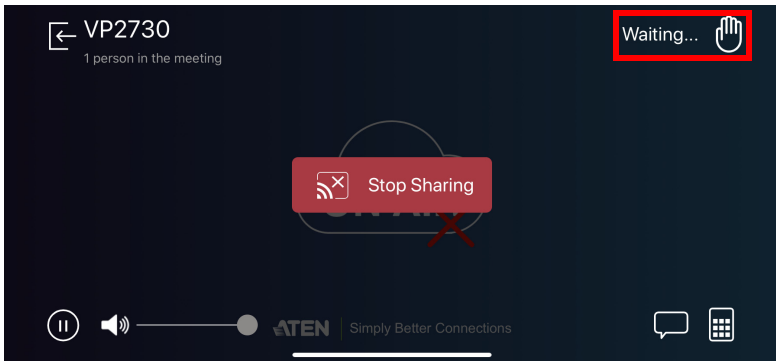 VP2730
1 person in the meeting
Waiting...
Stop Sharing
ATEN Simply Better Connections